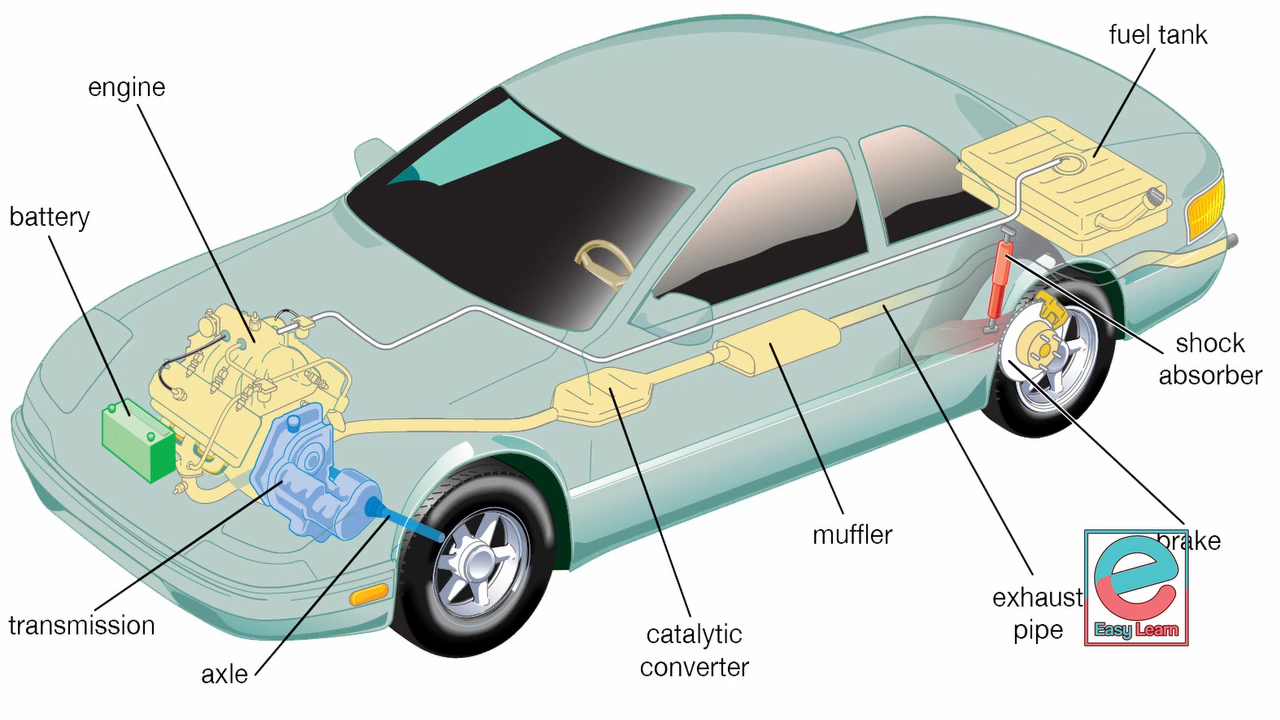 fuel tank
engine
battery
shock
absorber
muffler
brake
exhaust
pipe
transmission
catalytic
converter
axle
e
Easy Learn